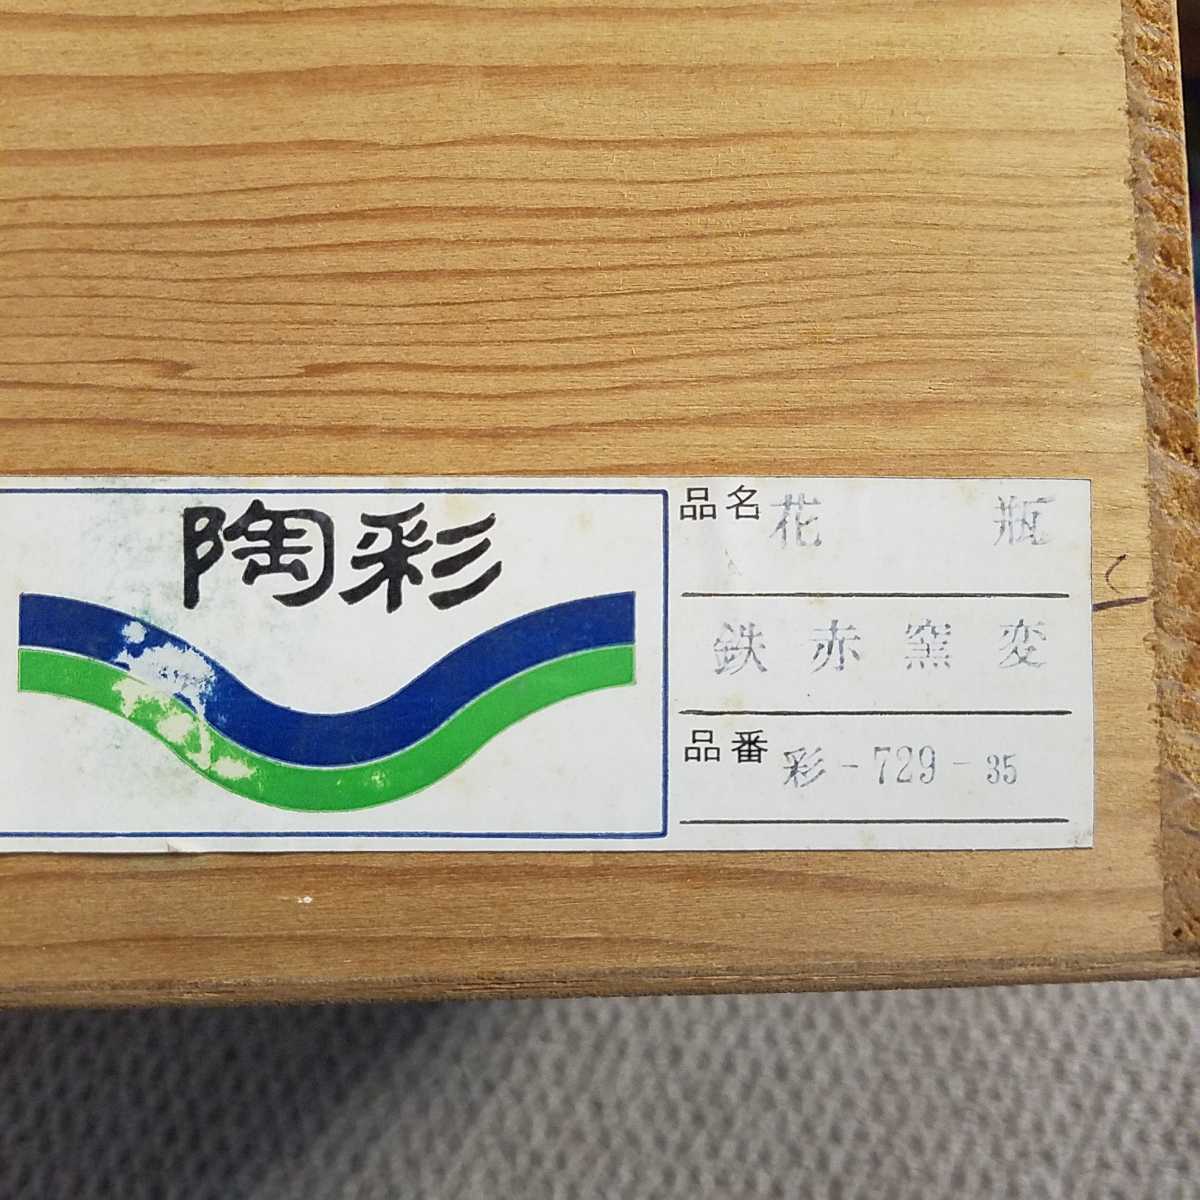 陶彩
品名 花瓶
鉄赤窯変
品番 彩-729-35